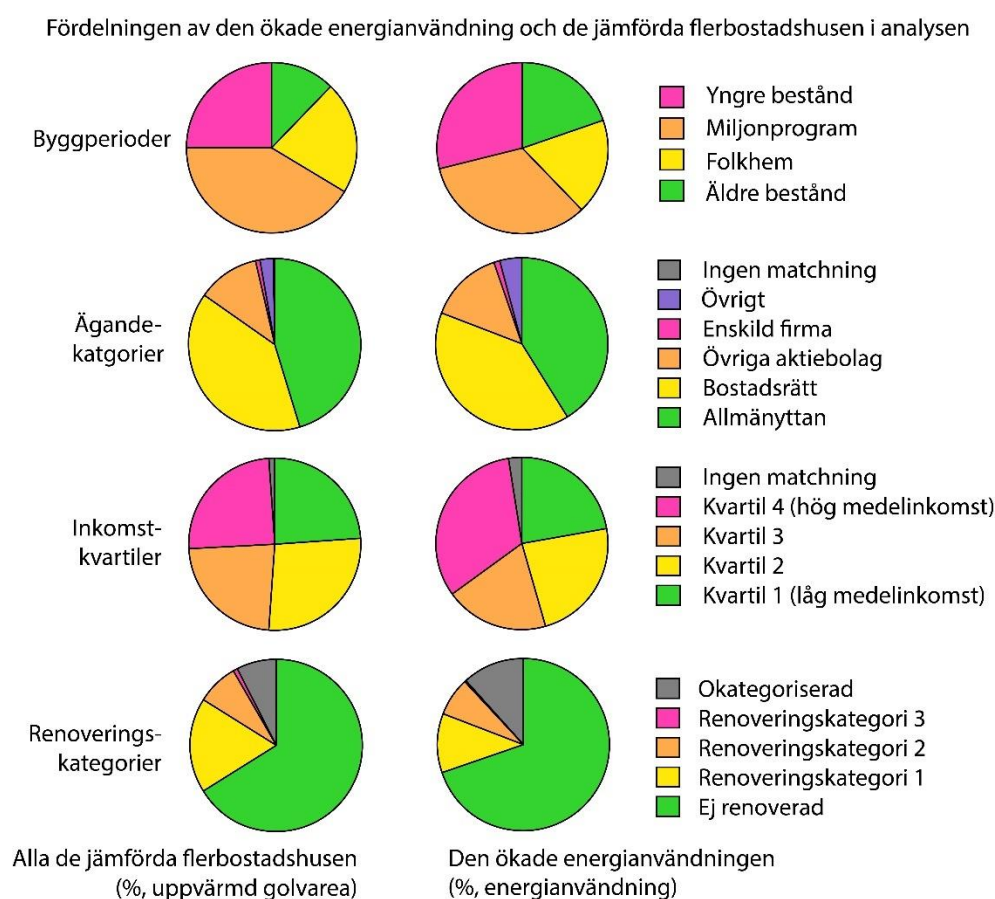 Fördelningen av den ökade energianvändning och de jämförda flerbostadshusen i analysen
Byggperioder
Yngre bestånd
Miljonprogram
Folkhem
Äldre bestånd
Ägande-
katgorier
Ingen matchning
Övrigt
Enskild firma
Övriga aktiebolag
Bostadsrätt
Allmänyttan
Inkomst-
kvartiler
Ingen matchning
Kvartil 4 (hög medelinkomst)
Kvartil 3
Kvartil 2
Kvartil 1 (låg medelinkomst)
Renoverings-
kategorier
Okategoriserad
Renoveringskategori 3
Renoveringskategori 2
Renoveringskategori 1
Ej renoverad
Alla de jämförda flerbostadshusen
(%, uppvärmd golvarea)
Den ökade energianvändningen
(%, energianvändning)